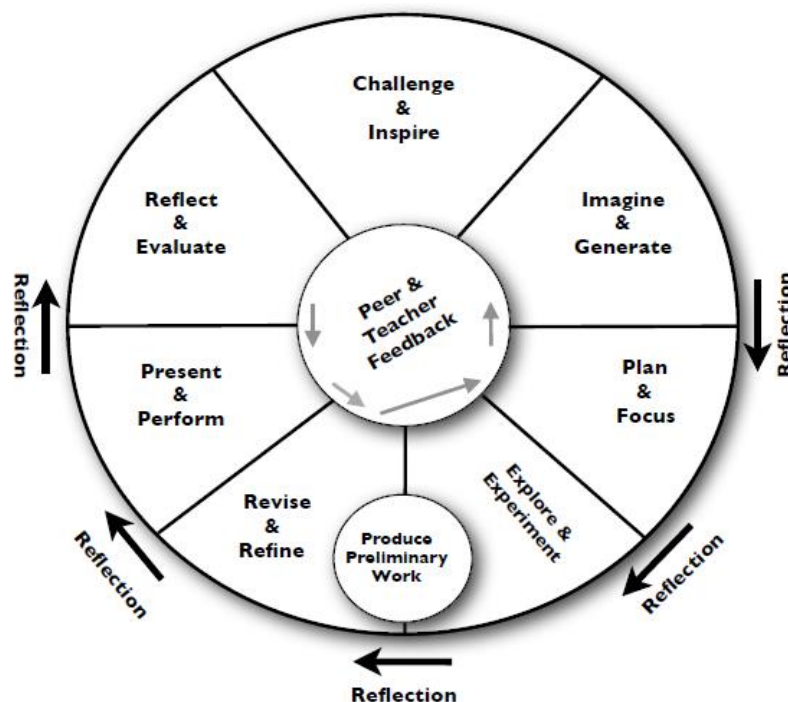 Challenge
&
Inspire
Imagine
&
Generate
Reflection
Plan
&
Focus
Reflection
Explore &
Experiment
Produce
Preliminary
Work
Reflection
Revise
&
Refine
Reflection
Present
&
Perform
Reflection
Reflect
&
Evaluate
Peer &
Teacher
Feedback